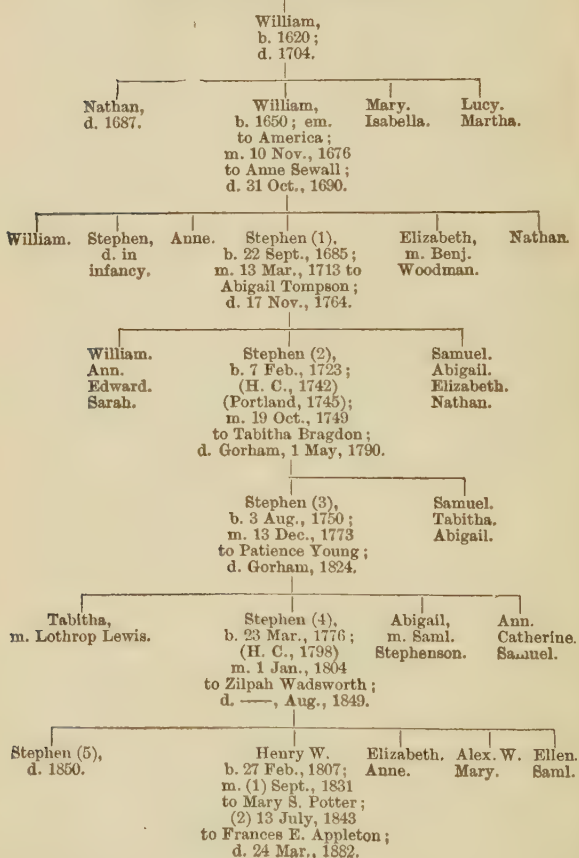 William,
b. 1620;
d. 1704.
Nathan,
d. 1687.
William,
b. 1650; em.
to America;
m. 10 Nov., 1676
to Anne Sewall;
d. 31 Oct., 1690.
Mary.
Isabella.
Lucy.
Martha.
William.
Stephen,
d. in
infancy.
Anne.
Stephen (1),
b. 22 Sept., 1685;
m. 13 Mar., 1713 to
Abigail Tompson;
d. 17 Nov., 1764.
Elizabeth,
m. Benj.
Woodman.
Nathan.
William.
Ann.
Edward.
Sarah.
Stephen (2),
b. 7 Feb., 1723;
(H. C., 1742)
(Portland, 1745);
m. 19 Oct., 1749
to Tabitha Bragdon;
d. Gorham, 1 May, 1790.
Samuel.
Abigail.
Elizabeth.
Nathan.
Stephen (3),
b. 3 Aug., 1750;
m. 13 Dec., 1773
to Patience Young;
d. Gorham, 1824.
Samuel.
Tabitha.
Abigail.
Tabitha,
m. Lothrop Lewis.
Stephen (4),
b. 23 Mar., 1776;
(H. C., 1798)
m. 1 Jan., 1804
to Zilpah Wadsworth;
d. ——, Aug., 1849.
Abigail,
m. Saml.
Stephenson.
Ann.
Catherine.
Samuel.
Stephen (5),
d. 1850.
Henry W.
b. 27 Feb., 1807;
m. (1) Sept., 1831
to Mary S. Potter;
(2) 13 July, 1843
to Frances E. Appleton;
d. 24 Mar., 1882.
Elizabeth.
Anne.
Alex. W.
Mary.
Ellen.
Saml.